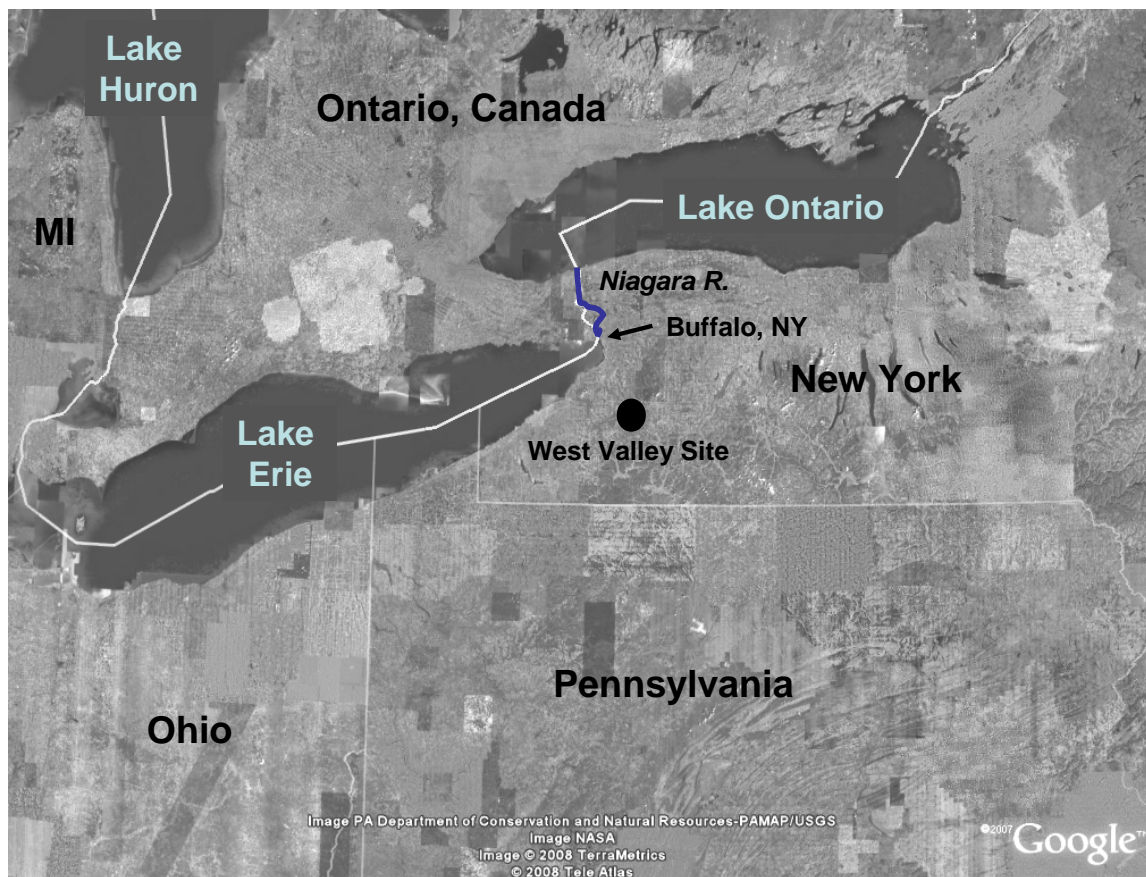 Lake
Huron
Ontario, Canada
MI
Lake Ontario
Niagara R.
Buffalo, NY
New York
Lake
Erie
West Valley Site
Pennsylvania
Ohio
Image PA Department of Conservation and Natural Resources-PAMAP/USGS
Image NASA
Image © 2008 TerraMetrics
© 2008 Tele Atlas
©2007 Google™